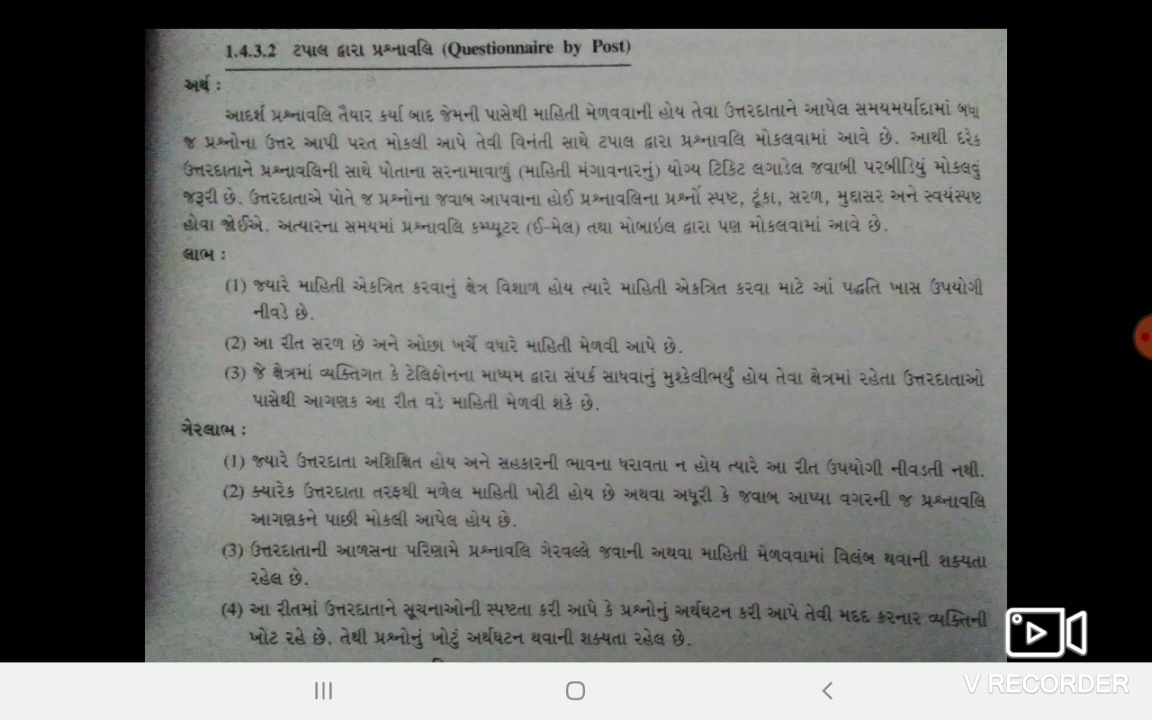 1.4.3.2 ટપાલ દ્વારા પ્રશ્નાવલિ (Questionnaire by Post)
અર્થ :
આદર્શ પ્રશ્નાવલિ તૈયાર કર્યા બાદ જેમની પાસેથી માહિતી મેળવવાની હોય તેવા ઉત્તરદાતાને આપેલ સમયમર્યાદામાં બધા
જ પ્રશ્નોના ઉત્તર આપી પરત મોકલી આપે તેવી વિનંતી સાથે ટપાલ દ્વારા પ્રશ્નાવલિ મોકલવામાં આવે છે. આથી દરેક
ઉત્તરદાતાને પ્રશ્નાવલિની સાથે પોતાના સરનામાવાળું (માહિતી મંગાવનારનું) યોગ્ય ટિકિટ લગાડેલ જવાબી પરબીડિયું મોકલવું
જરૂરી છે. ઉત્તરદાતાએ પોતે જ પ્રશ્નોના જવાબ આપવાના હોઈ પ્રશ્નાવલિના પ્રશ્નોં સ્પષ્ટ, ટૂંકા, સરળ, મુદ્દાસર અને સ્વયંસ્પષ્ટ
હોવા જોઈએ. અત્યારના સમયમાં પ્રશ્નાવલિ કમ્પ્યૂટર (ઈ-મેલ) તથા મોબાઇલ દ્વારા પણ મોકલવામાં આવે છે.
લાભ :
(1) જ્યારે માહિતી એકત્રિત કરવાનું ક્ષેત્ર વિશાળ હોય ત્યારે માહિતી એકત્રિત કરવા માટે આં પદ્ધતિ ખાસ ઉપયોગી
નીવડે છે.
(2) આ રીત સરળ છે અને ઓછા ખર્ચે વધારે માહિતી મેળવી આપે છે.
(3) જે ક્ષેત્રમાં વ્યક્તિગત કે ટેલિફોનના માધ્યમ દ્વારા સંપર્ક સાધવાનું મુશ્કેલીભર્યું હોય તેવા ક્ષેત્રમાં રહેતા ઉત્તરદાતાઓ
પાસેથી આગણક આ રીત વડે માહિતી મેળવી શકે છે.
ગેરલાભ :
(1) જ્યારે ઉત્તરદાતા અશિક્ષિત હોય અને સહકારની ભાવના ધરાવતા ન હોય ત્યારે આ રીત ઉપયોગી નીવડતી નથી.
(2) ક્યારેક ઉત્તરદાતા તરફથી મળેલ માહિતી ખોટી હોય છે અથવા અધૂરી કે જવાબ આપ્યા વગરની જ પ્રશ્નાવલિ
આગણકને પાછી મોકલી આપેલ હોય છે.
(3) ઉત્તરદાતાની આળસના પરિણામે પ્રશ્નાવલિ ગેરવલ્લે જવાની અથવા માહિતી મેળવવામાં વિલંબ થવાની શક્યતા
રહેલ છે.
(4) આ રીતમાં ઉત્તરદાતાને સૂચનાઓની સ્પષ્ટતા કરી આપે કે પ્રશ્નોનું અર્થઘટન કરી આપે તેવી મદદ કરનાર વ્યક્તિની
ખોટ રહે છે. તેથી પ્રશ્નોનું ખોટું અર્થઘટન થવાની શક્યતા રહેલ છે.
V RECORDER